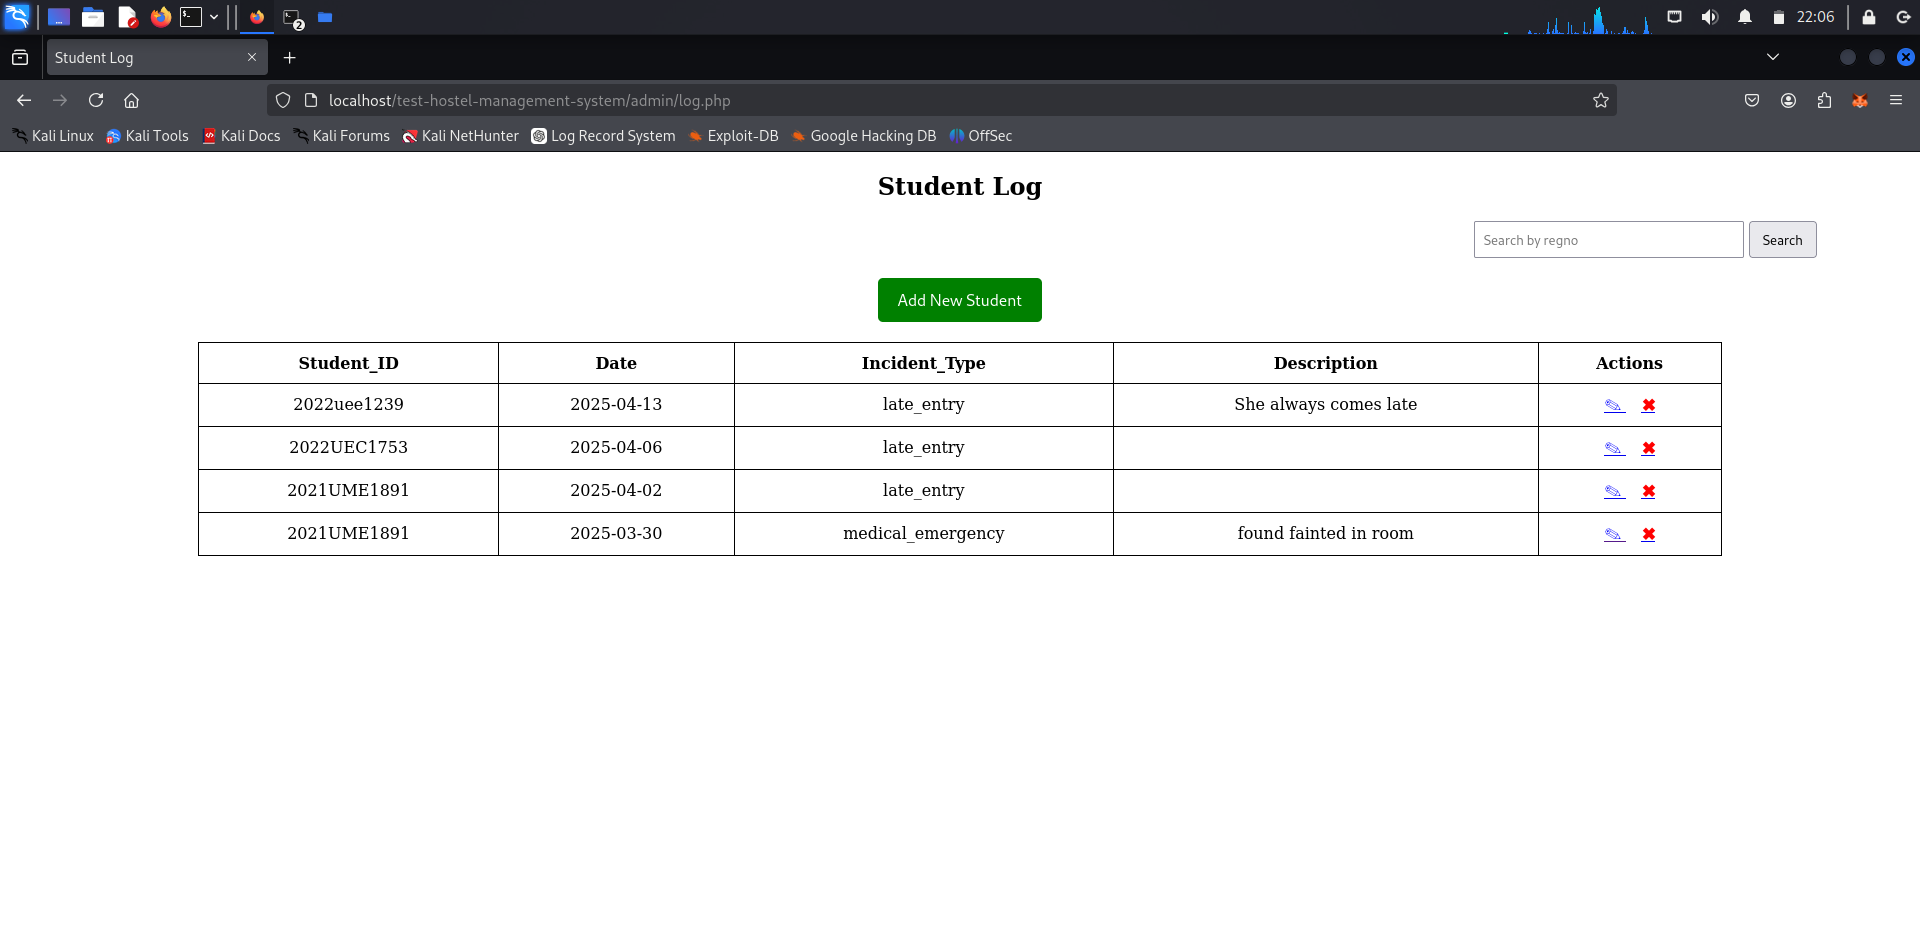 22:06
Student Log
localhost/test-hostel-management-system/admin/log.php
Kali Linux Kali Tools Kali Docs Kali Forums Kali NetHunter Log Record System Exploit-DB Google Hacking DB OffSec
Student Log
Search by regno Search
Add New Student
Student_ID Date Incident_Type Description Actions
2022uee1239 2025-04-13 late_entry She always comes late
2022UEC1753 2025-04-06 late_entry
2021UME1891 2025-04-02 late_entry
2021UME1891 2025-03-30 medical_emergency found fainted in room